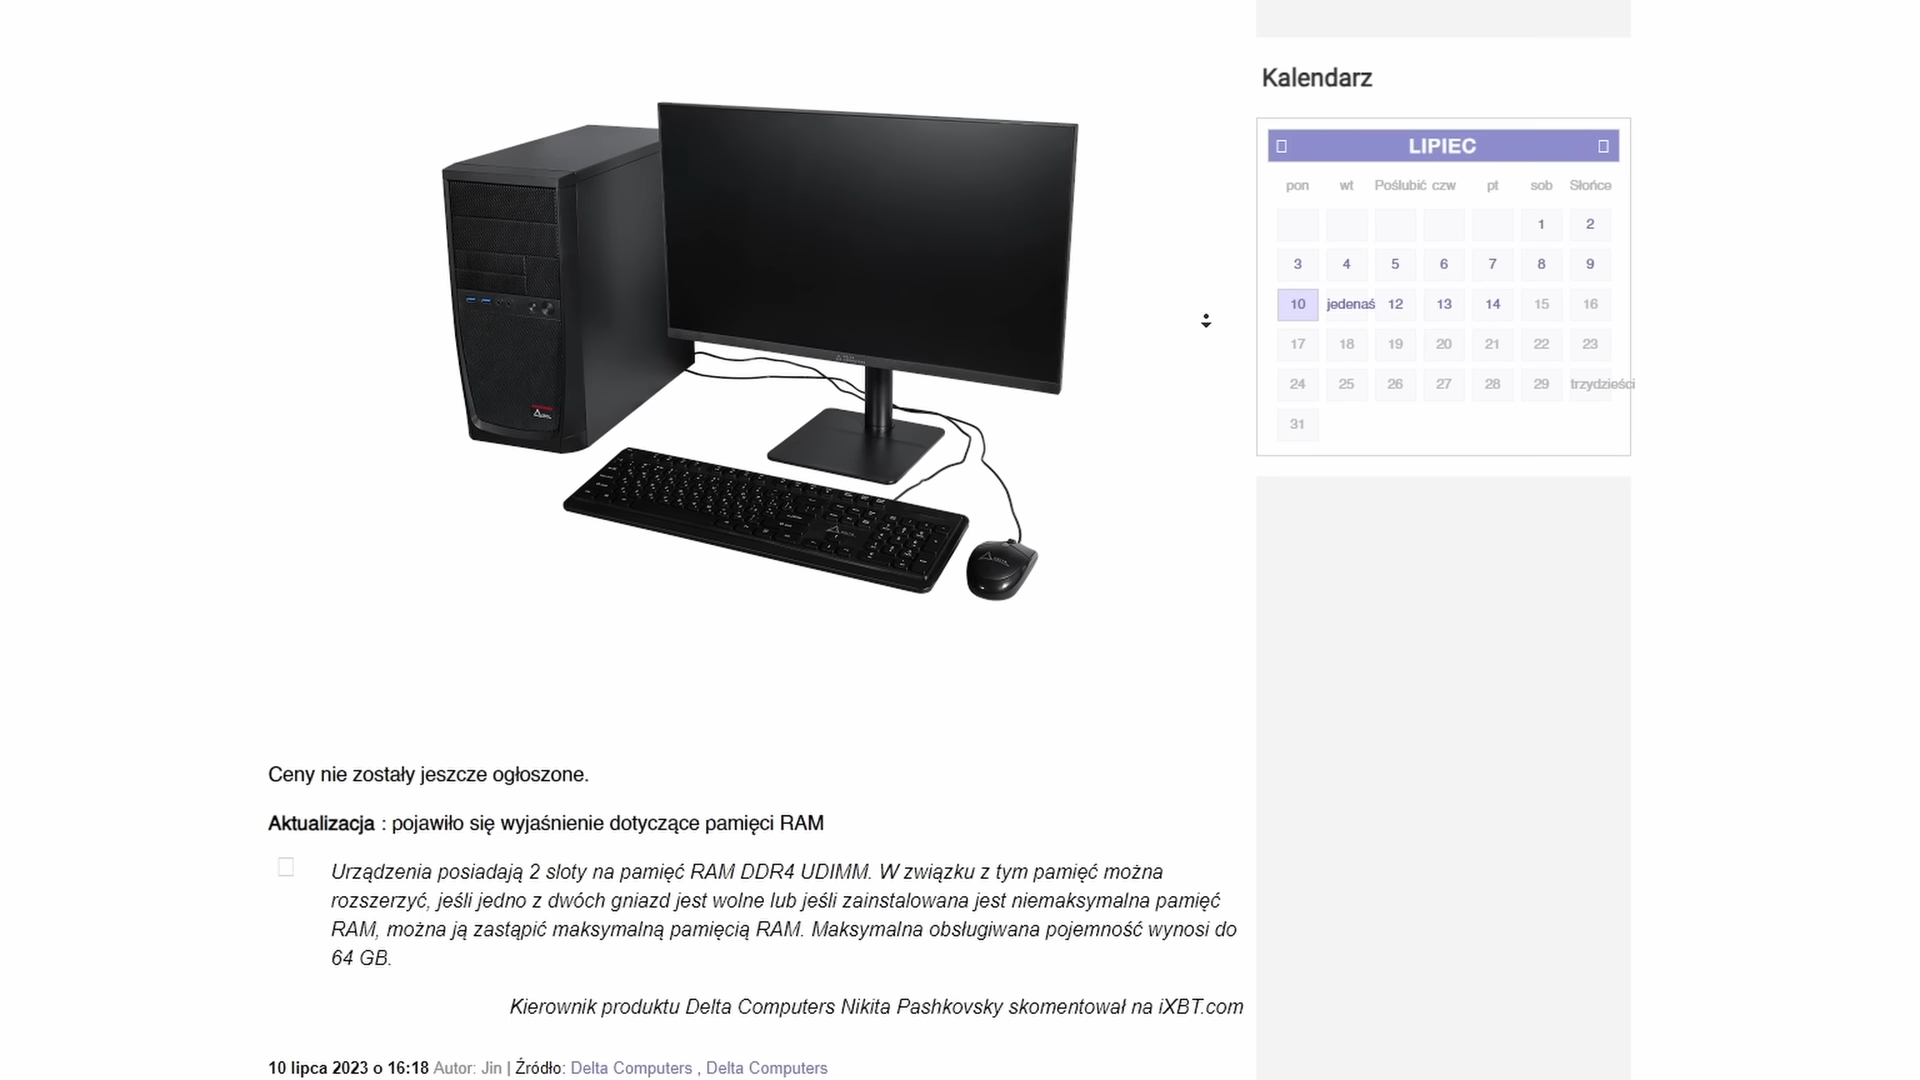 Kalendarz
LIPIEC
pon wt Poślubić czw pt sob Słońce
1 2
3 4 5 6 7 8 9
10 jedenaś 12 13 14 15 16
17 18 19 20 21 22 23
24 25 26 27 28 29 trzydzieści
31
Ceny nie zostały jeszcze ogłoszone.
Aktualizacja : pojawiło się wyjaśnienie dotyczące pamięci RAM
Urządzenia posiadają 2 sloty na pamięć RAM DDR4 UDIMM. W związku z tym pamięć można
rozszerzyć, jeśli jedno z dwóch gniazd jest wolne lub jeśli zainstalowana jest niemaksymalna pamięć
RAM, można ją zastąpić maksymalną pamięcią RAM. Maksymalna obsługiwana pojemność wynosi do
64 GB.
Kierownik produktu Delta Computers Nikita Pashkovsky skomentował na iXBT.com
10 lipca 2023 o 16:18 Autor: Jin | Źródło: Delta Computers , Delta Computers